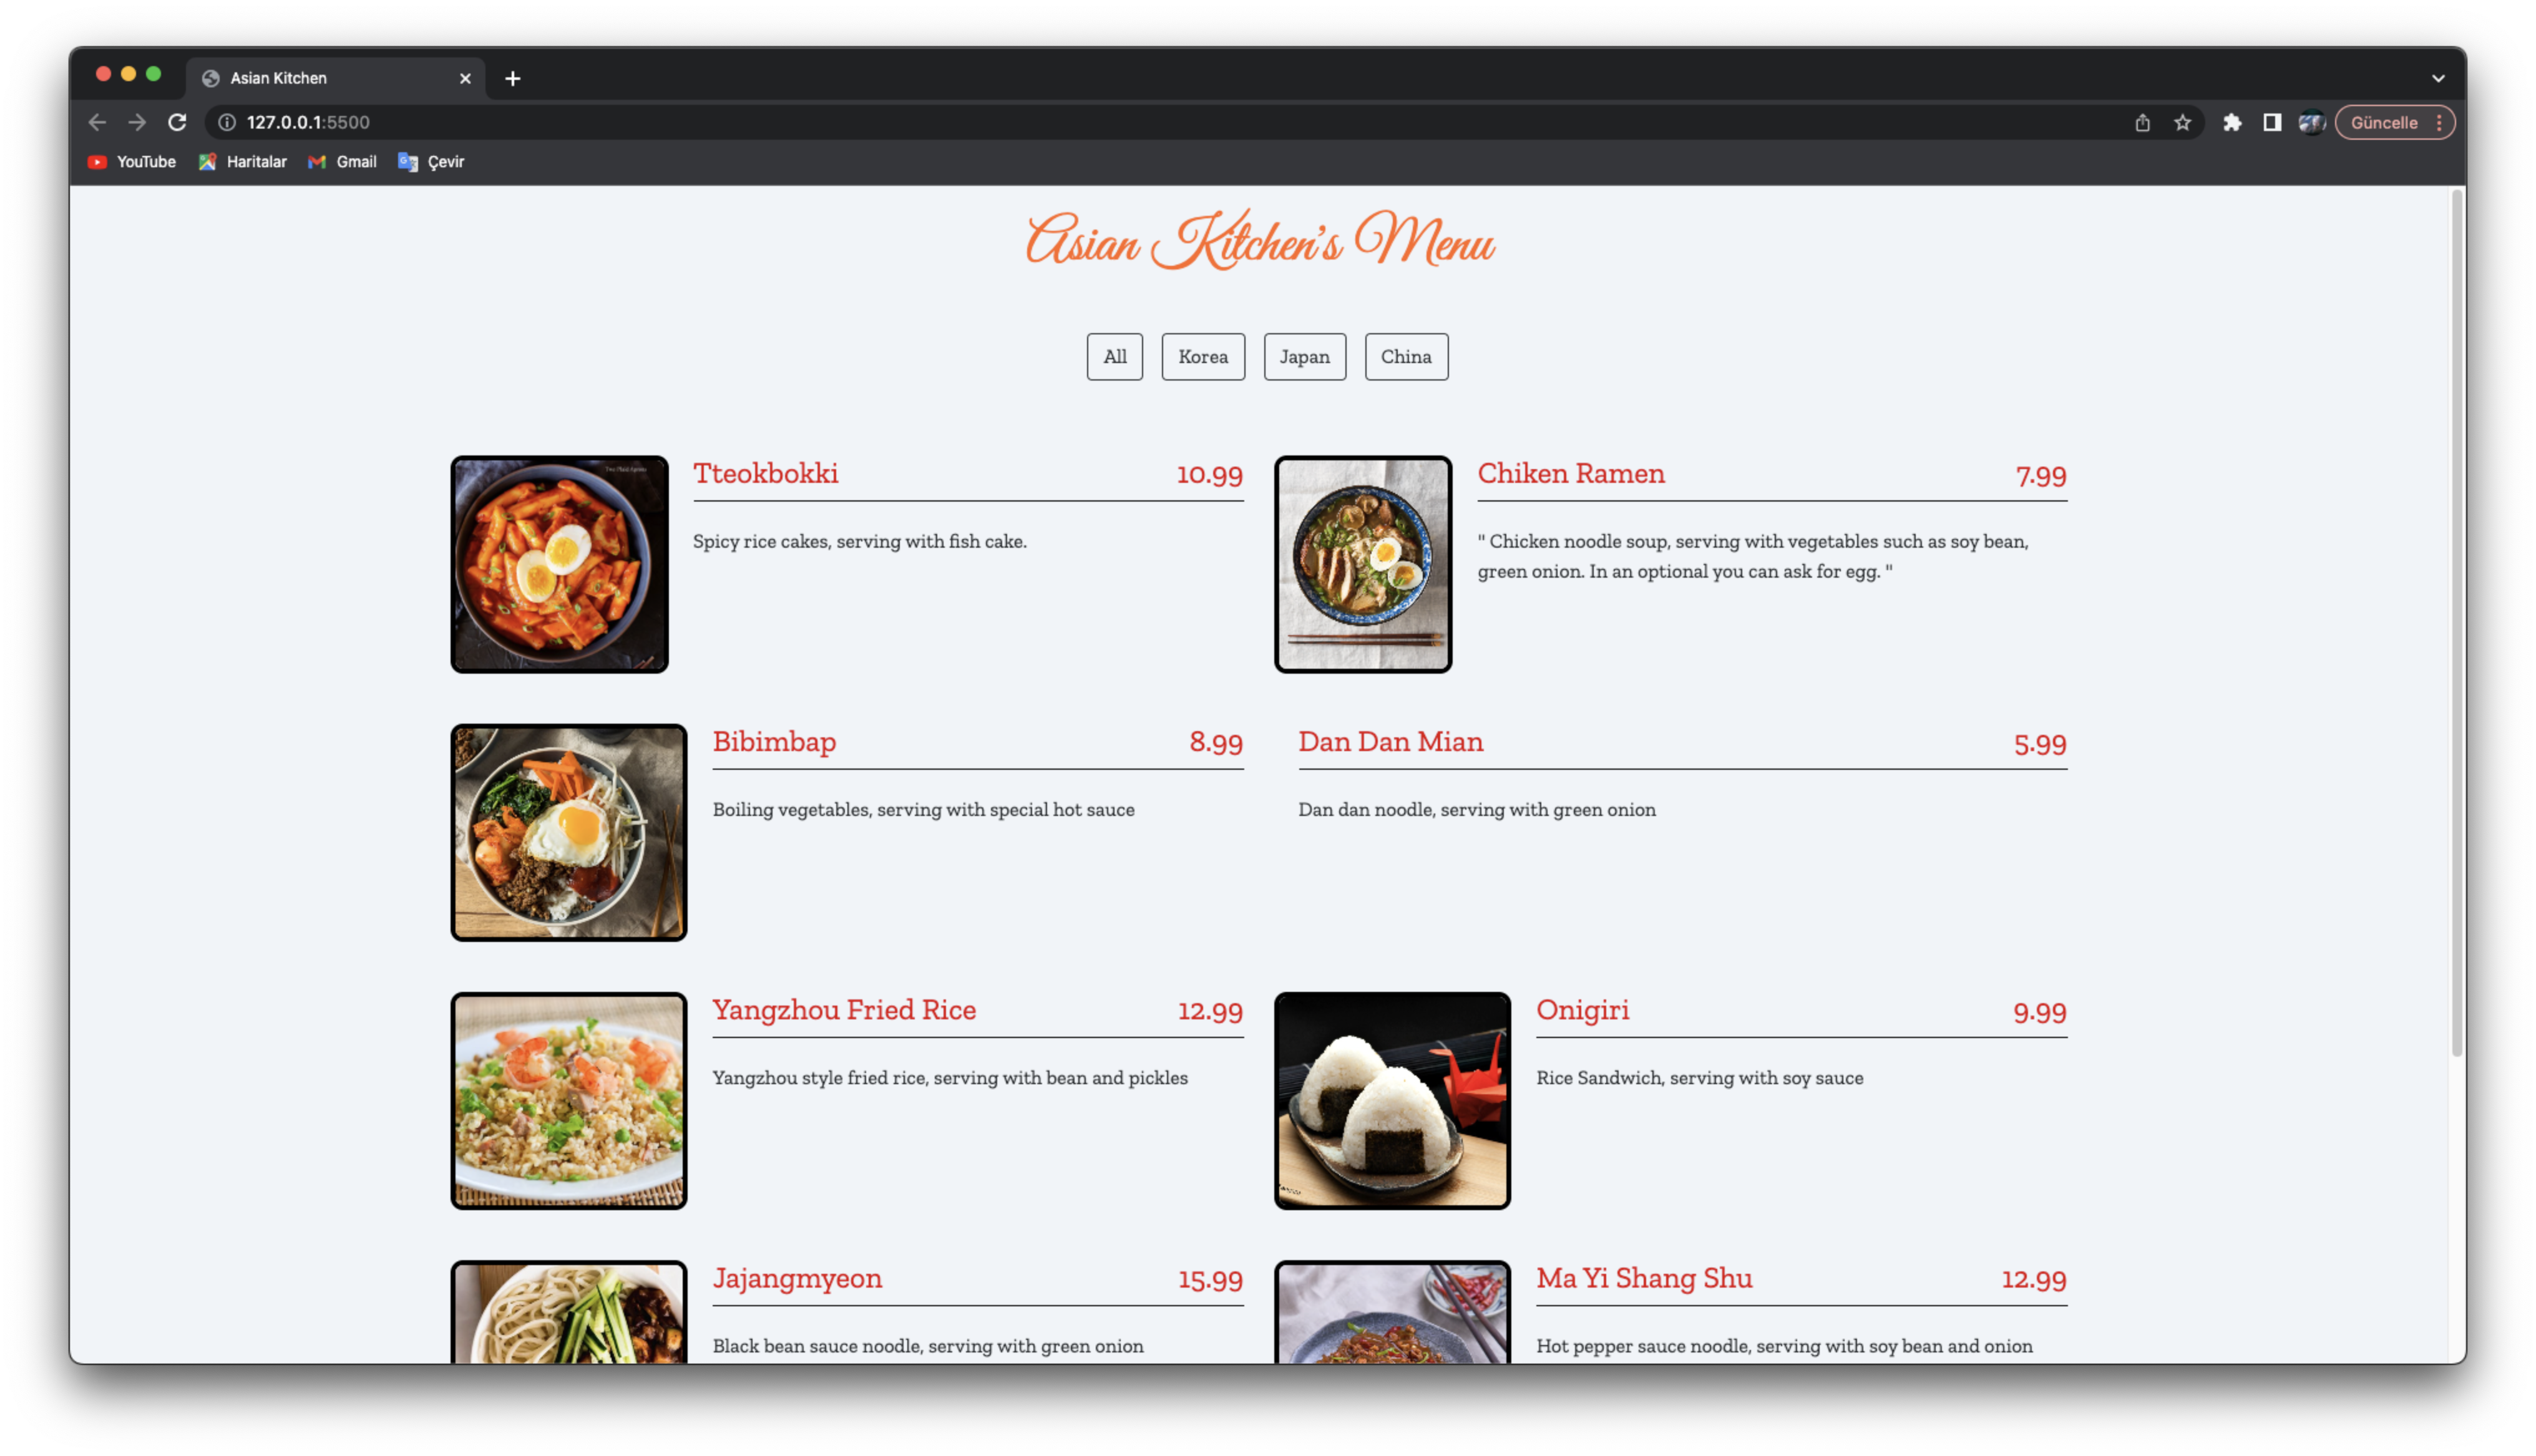 Asian Kitchen
127.0.0.1:5500
Güncelle
YouTube
Haritalar
Gmail
Çevir
Asian Kitchen's Menu
All
Korea
Japan
China
Tteokbokki
10.99
Spicy rice cakes, serving with fish cake.
Chiken Ramen
7.99
" Chicken noodle soup, serving with vegetables such as soy bean,
green onion. In an optional you can ask for egg. "
Bibimbap
8.99
Boiling vegetables, serving with special hot sauce
Dan Dan Mian
5.99
Dan dan noodle, serving with green onion
Yangzhou Fried Rice
12.99
Yangzhou style fried rice, serving with bean and pickles
Onigiri
9.99
Rice Sandwich, serving with soy sauce
Jajangmyeon
15.99
Black bean sauce noodle, serving with green onion
Ma Yi Shang Shu
12.99
Hot pepper sauce noodle, serving with soy bean and onion